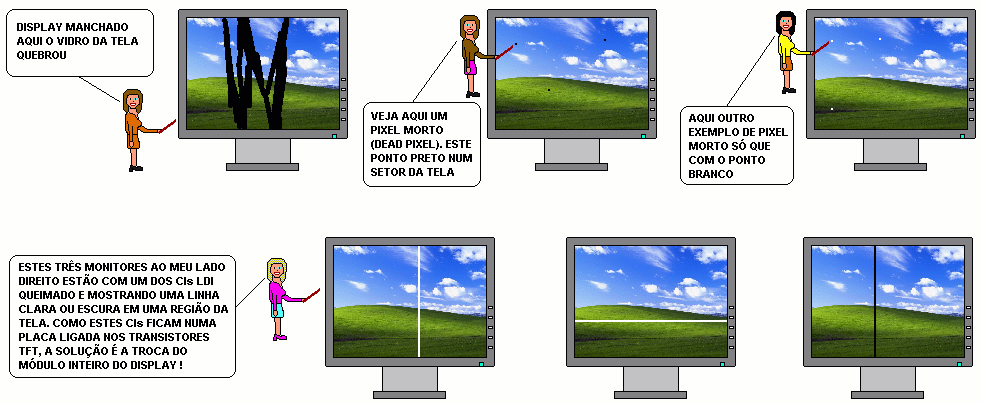 DISPLAY MANCHADO
AQUI O VIDRO DA TELA
QUEBROU
VEJA AQUI UM
PIXEL MORTO
(DEAD PIXEL). ESTE
PONTO PRETO NUM
SETOR DA TELA
AQUI OUTRO
EXEMPLO DE PIXEL
MORTO SÓ QUE
COM O PONTO
BRANCO
ESTES TRÊS MONITORES AO MEU LADO
DIREITO ESTÃO COM UM DOS CIs LDI
QUEIMADO E MOSTRANDO UMA LINHA
CLARA OU ESCURA EM UMA REGIÃO DA
TELA. COMO ESTES CIs FICAM NUMA
PLACA LIGADA NOS TRANSISTORES
TFT, A SOLUÇÃO É A TROCA DO
MÓDULO INTEIRO DO DISPLAY !